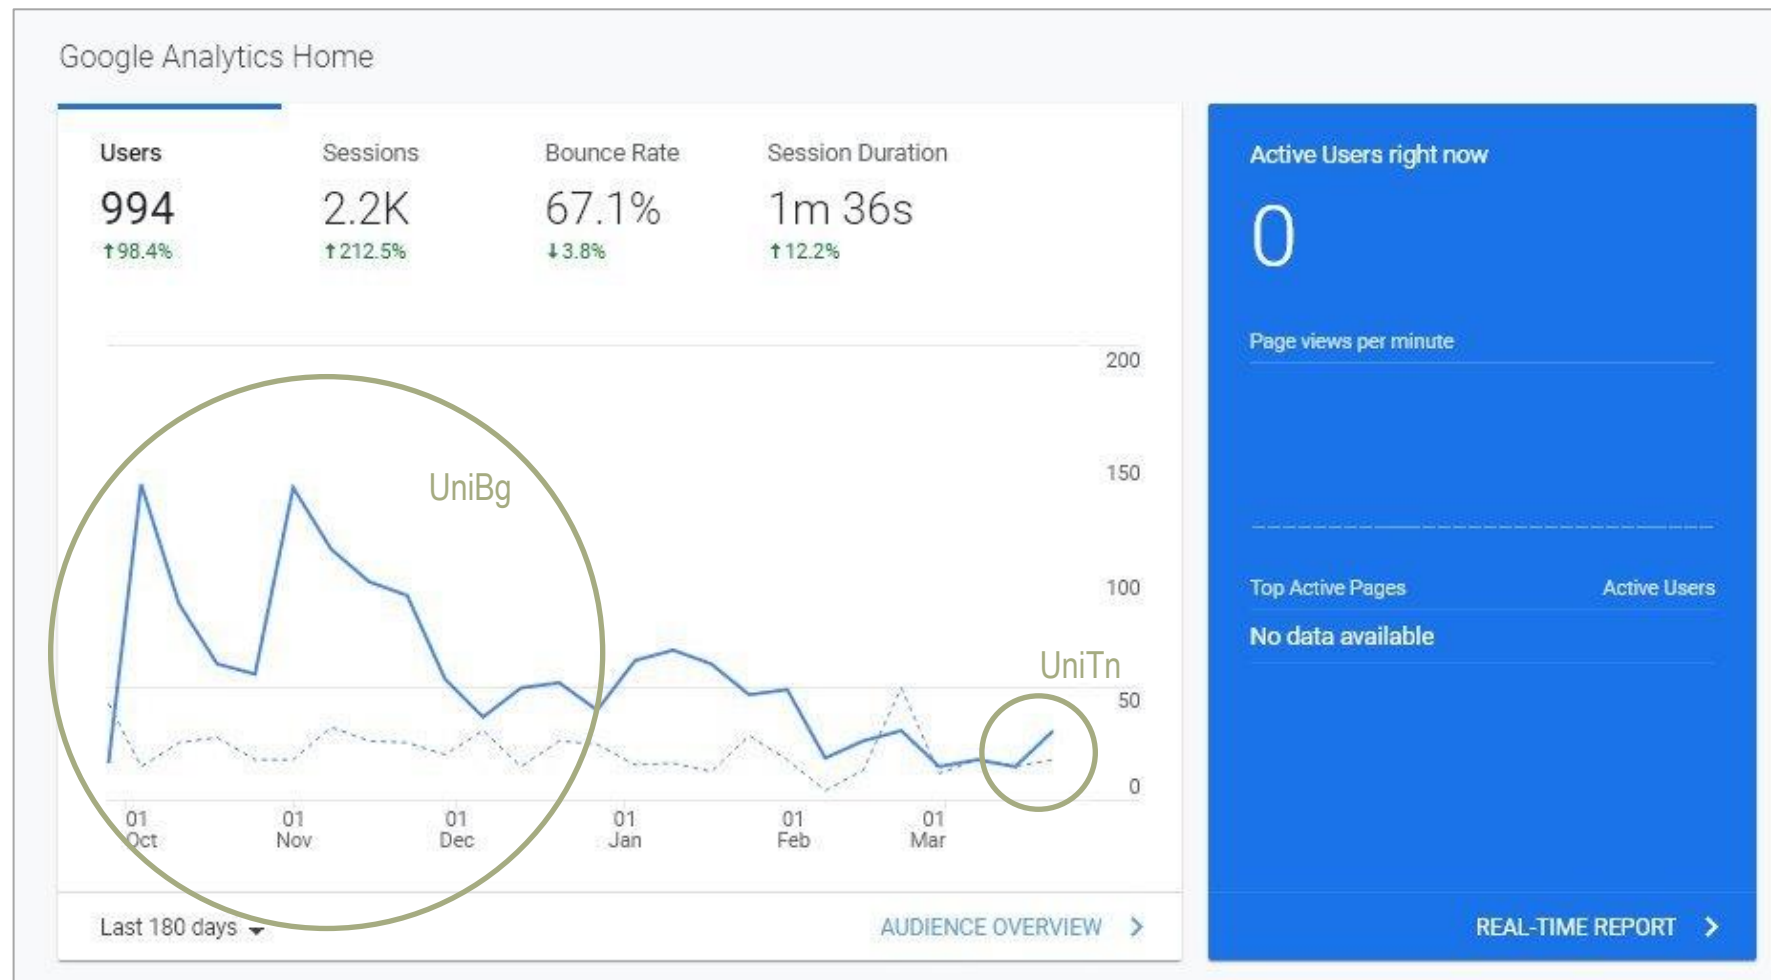 Google Analytics Home
Users Sessions Bounce Rate Session Duration
994 2.2K 67.1% 1m 36s
↑98.4% ↑212.5% ↓3.8% ↑12.2%
200
150
100
50
0
UniBg
UniTn
01 01 01 01 01 01
Oct Nov Dec Jan Feb Mar
Last 180 days
AUDIENCE OVERVIEW
Active Users right now
0
Page views per minute
Top Active Pages Active Users
No data available
REAL-TIME REPORT